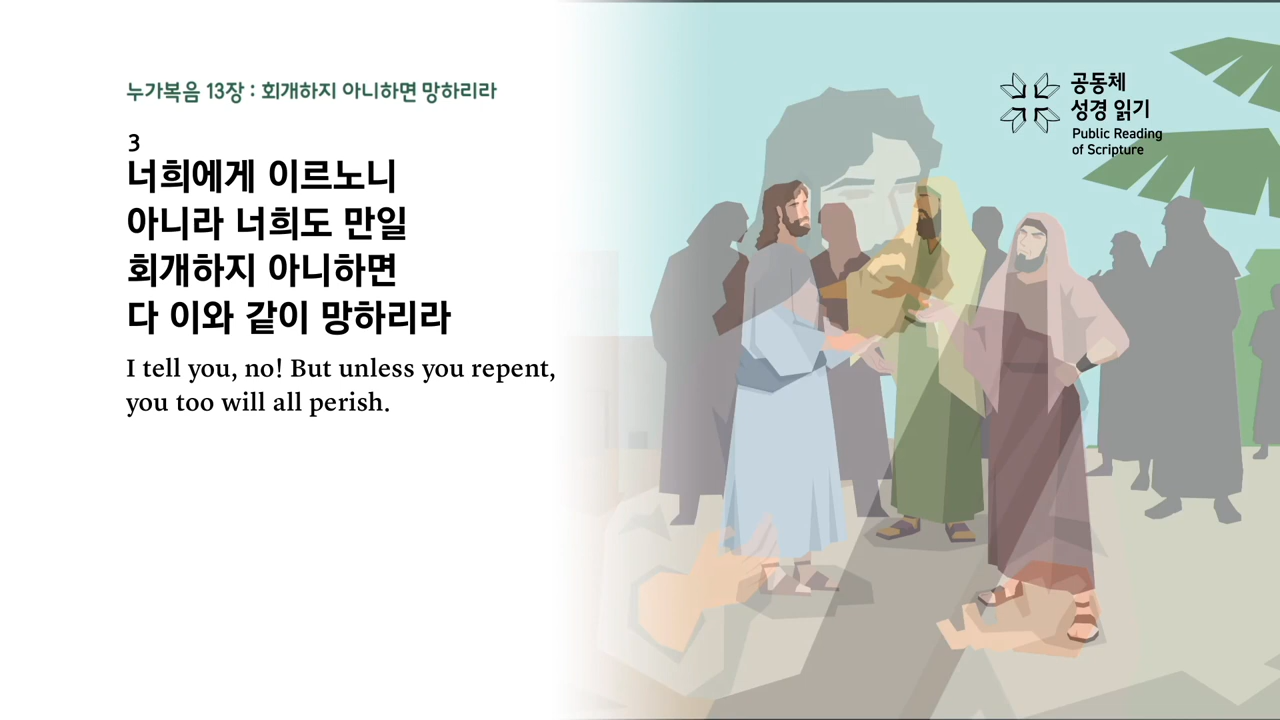 누가복음 13장 : 회개하지 아니하면 망하리라
3
너희에게 이르노니
아니라 너희도 만일
회개하지 아니하면
다 이와 같이 망하리라
I tell you, no! But unless you repent,
you too will all perish.
공동체
성경 읽기
Public Reading
of Scripture